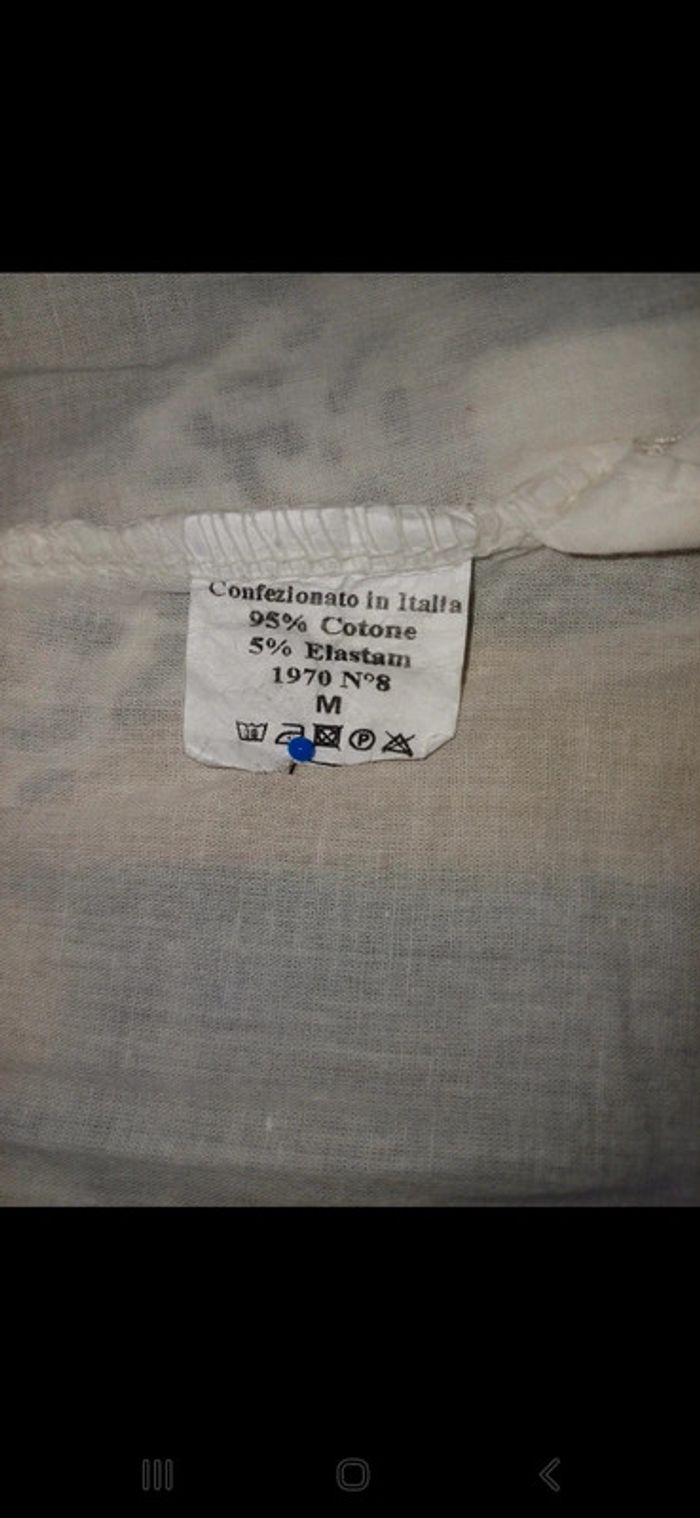 Confezionato in Italia
95% Cotone
5% Elastam
1970 N°8
M